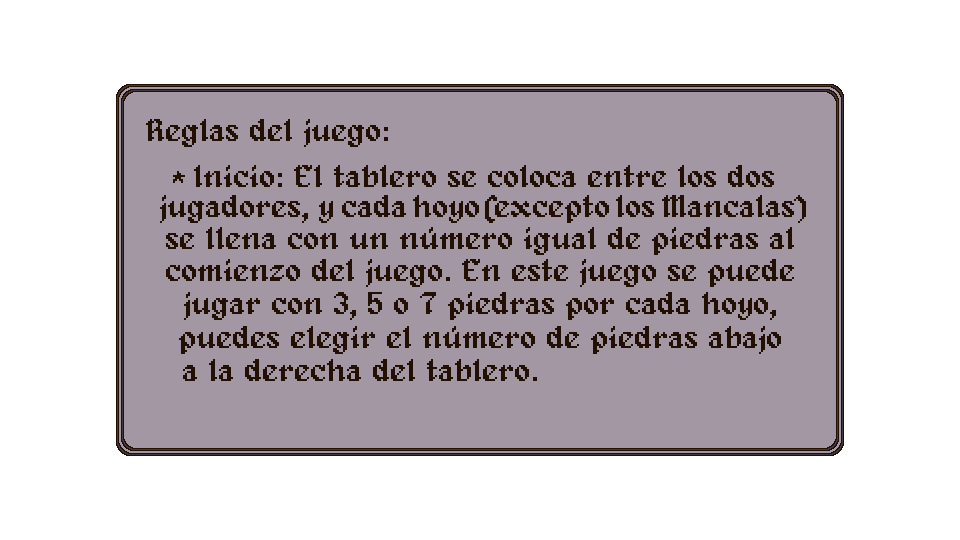 Reglas del juego:
* Inicio: El tablero se coloca entre los dos
jugadores, y cada hoyo (excepto los Mancalas)
se llena con un número igual de piedras al
comienzo del juego. En este juego se puede
jugar con 3, 5 o 7 piedras por cada hoyo,
puedes elegir el número de piedras abajo
a la derecha del tablero.